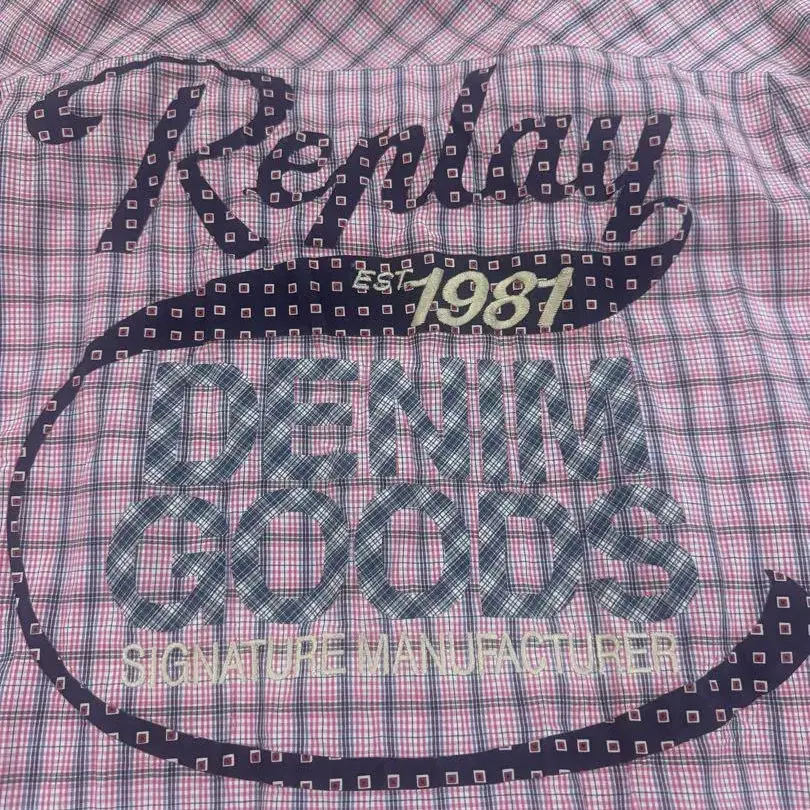 Replay
EST. 1981
DENIM
GOODS
SIGNATURE MANUFACTURER